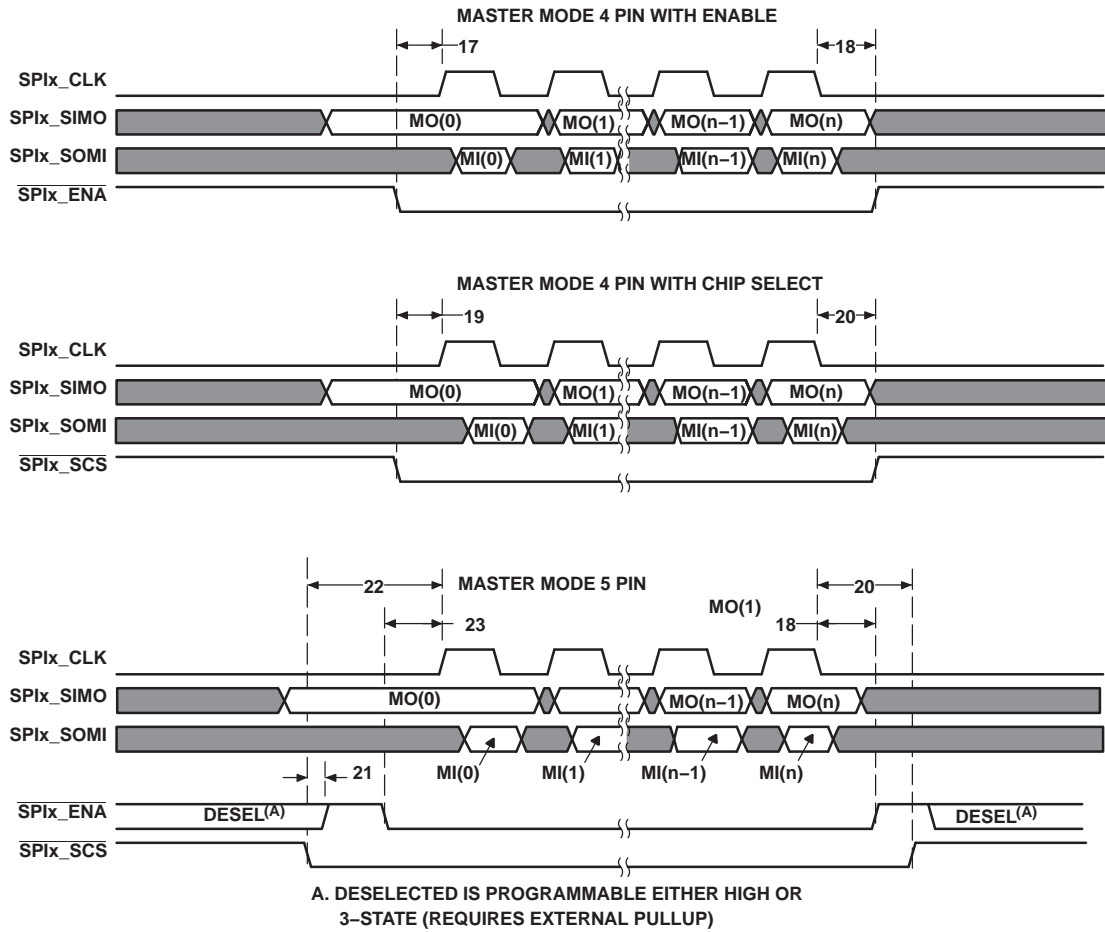 MASTER MODE 4 PIN WITH ENABLE
17
18
SPIx_CLK
SPIx_SIMO
MO(0)
MO(1)
MO(n−1)
MO(n)
SPIx_SOMI
MI(0)
MI(1)
MI(n−1)
MI(n)
SPIx_ENA
MASTER MODE 4 PIN WITH CHIP SELECT
19
20
SPIx_CLK
SPIx_SIMO
MO(0)
MO(1)
MO(n−1)
MO(n)
SPIx_SOMI
MI(0)
MI(1)
MI(n−1)
MI(n)
SPIx_SCS
22
MASTER MODE 5 PIN
20
MO(1)
23
18
SPIx_CLK
SPIx_SIMO
MO(0)
MO(n−1)
MO(n)
SPIx_SOMI
MI(0)
MI(1)
MI(n−1)
MI(n)
21
SPIx_ENA
DESEL(A)
DESEL(A)
SPIx_SCS
A. DESELECTED IS PROGRAMMABLE EITHER HIGH OR
3−STATE (REQUIRES EXTERNAL PULLUP)